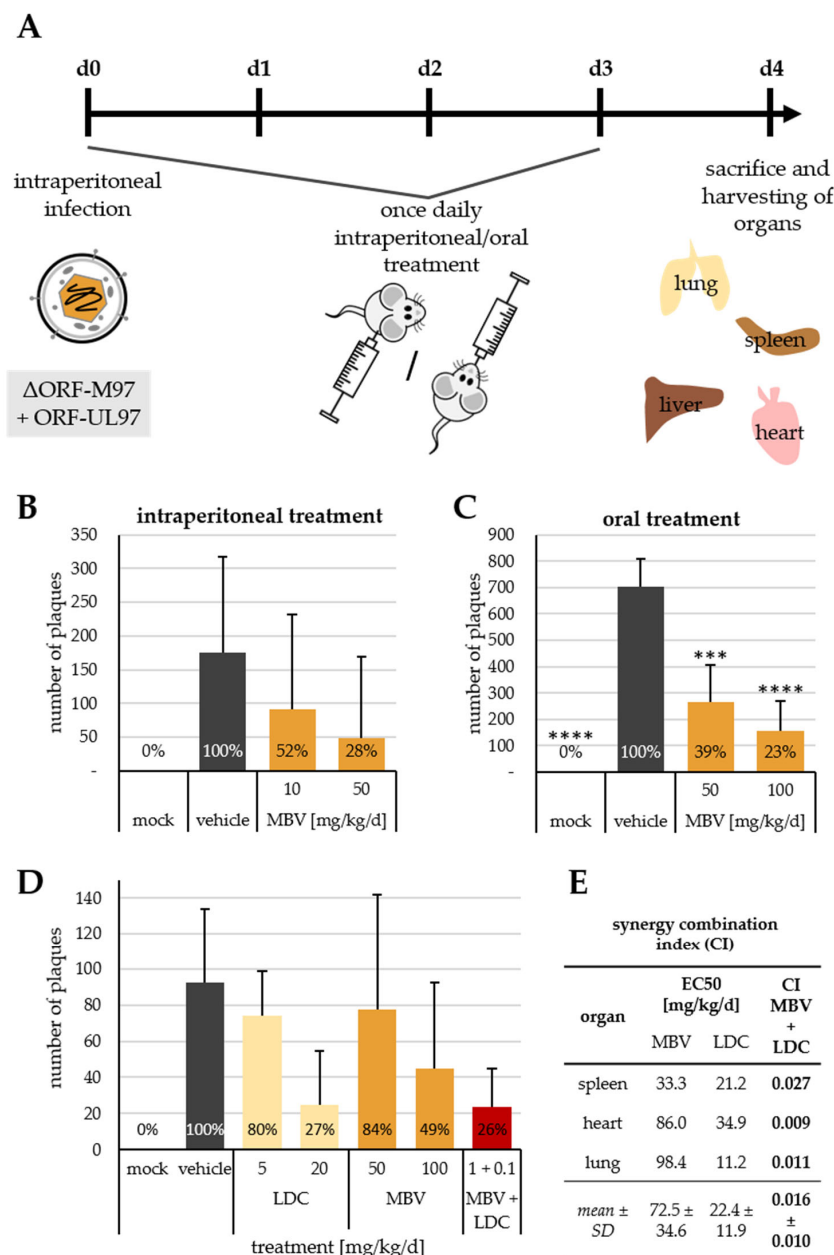 A
d0 d1 d2 d3 d4
intraperitoneal
infection
ΔORF-M97
+ ORF-UL97
once daily
intraperitoneal/oral
treatment
sacrifice and
harvesting of
organs
lung
spleen
liver
heart
B
intraperitoneal treatment
number of plaques
350
300
250
200
150
100
50
-
0% 100% 52% 28%
10 50
mock vehicle MBV [mg/kg/d]
C
oral treatment
number of plaques
900
800
700
600
500
400
300
200
100
-
***
****
****
0% 100% 39% 23%
50 100
mock vehicle MBV [mg/kg/d]
D
number of plaques
140
120
100
80
60
40
20
0
0% 100% 80% 27% 84% 49% 26%
mock vehicle 5 20 50 100 1 + 0.1
LDC MBV MBV +
LDC
treatment [mg/kg/d]
E
synergy combination
index (CI)
organ
EC50
[mg/kg/d]
MBV LDC
CI
MBV
+
LDC
spleen 33.3 21.2 0.027
heart 86.0 34.9 0.009
lung 98.4 11.2 0.011
mean ±
SD
72.5 ±
34.6
22.4 ±
11.9
0.016
±
0.010